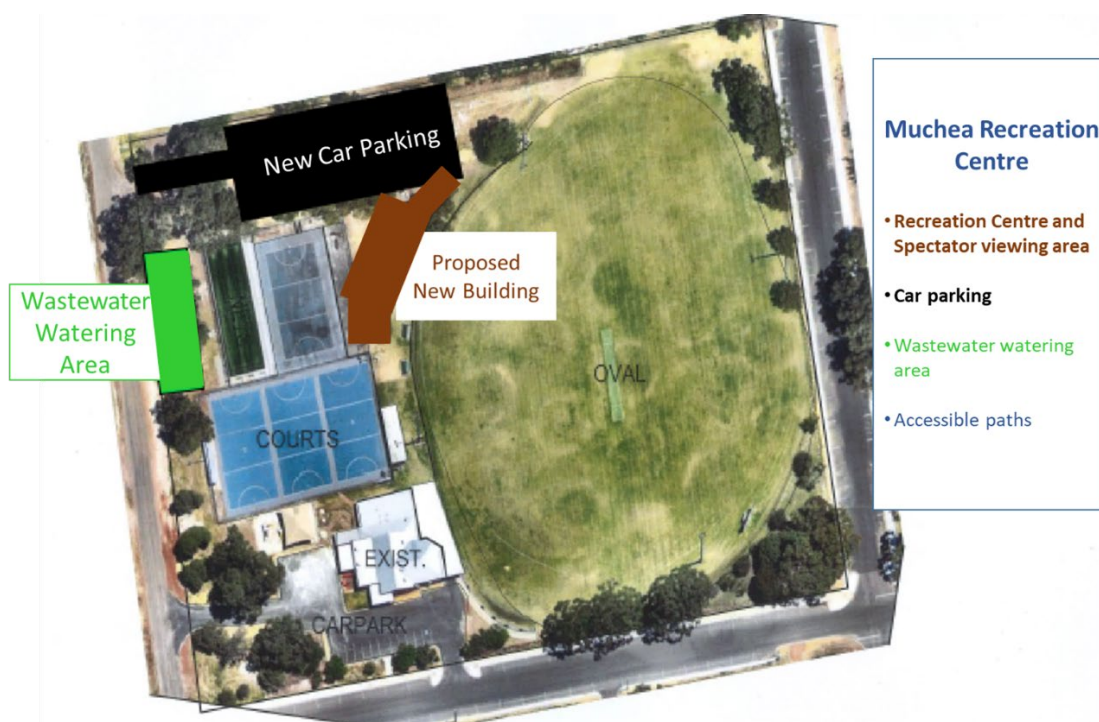 New Car Parking
Proposed
New Building
Wastewater
Watering
Area
OVAL
COURTS
EXIST.
CARPARK
Muchea Recreation
Centre
• Recreation Centre and
Spectator viewing area
• Car parking
• Wastewater watering
area
• Accessible paths